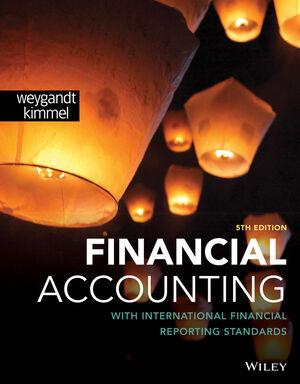 weygandt
kimmel
5TH EDITION
FINANCIAL
ACCOUNTING
WITH INTERNATIONAL FINANCIAL
REPORTING STANDARDS
WILEY